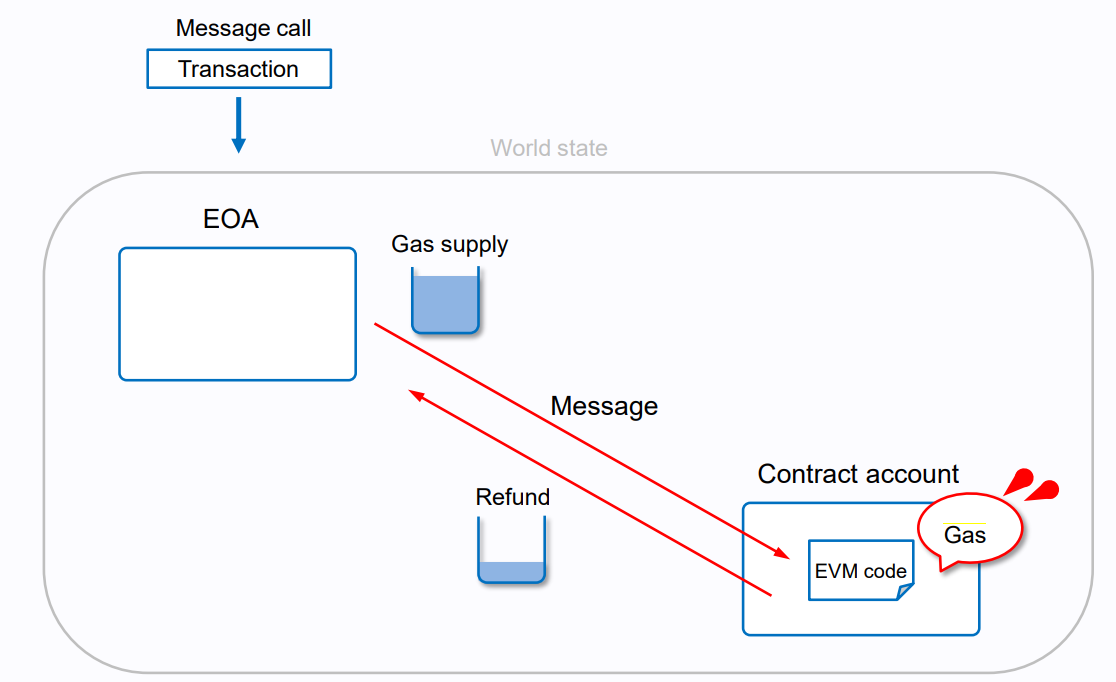 Message call
Transaction
World state
EOA
Gas supply
Message
Contract account
Refund
Gas
EVM code